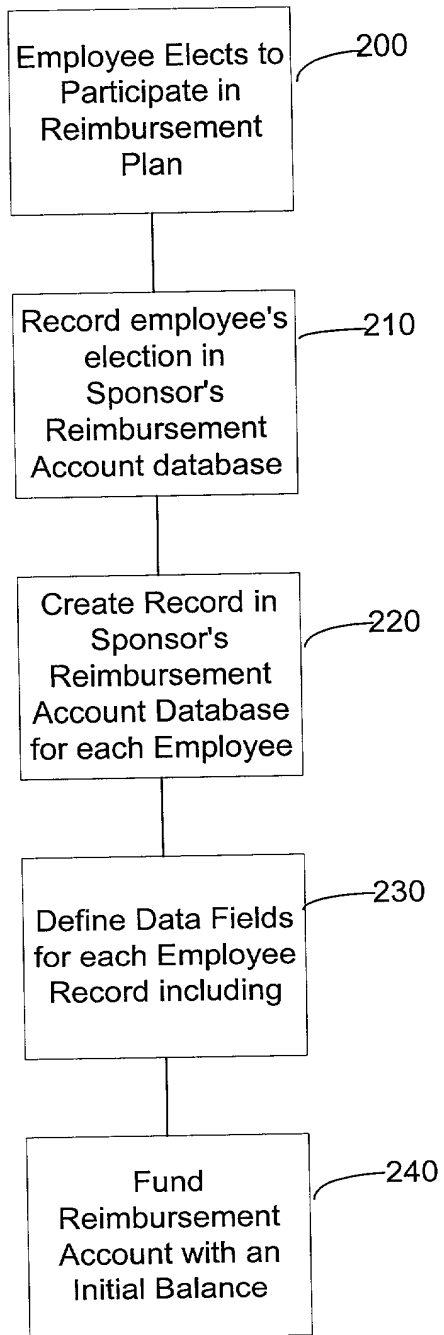 Employee Elects to
Participate in
Reimbursement
Plan
200
Record employee's
election in
Sponsor's
Reimbursement
Account database
210
Create Record in
Sponsor's
Reimbursement
Account Database
for each Employee
220
Define Data Fields
for each Employee
Record including
230
Fund
Reimbursement
Account with an
Initial Balance
240